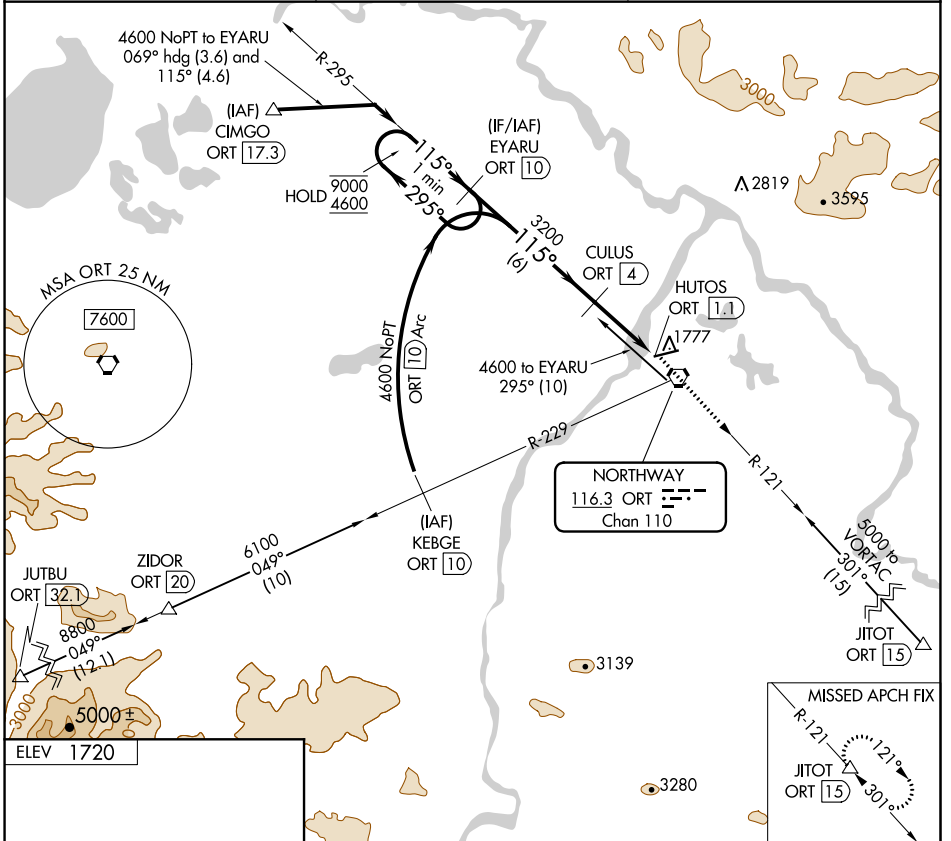 4600 NoPT to EYARU
069° hdg (3.6) and
115° (4.6)
R-295
(IAF)
CIMGO
ORT 17.3
HOLD 9000
4600
115°
1 min
295°
(IF/IAF)
EYARU
ORT 10
3200
115°
(6)
CULUS
ORT 4
HUTOS
ORT 1.1
1777
3000
2819
3595
MSA ORT 25 NM
7600
4600 NoPT
ORT 10 Arc
4600 to EYARU
295° (10)
R-229
NORTHWAY
116.3 ORT
Chan 110
R-121
5000 to
VORTAC
301°
(15)
JITOT
ORT 15
(IAF)
KEBGE
ORT 10
6100
049°
(10)
ZIDOR
ORT 20
JUTBU
ORT 32.1
8800
049°
(12.1)
3000
5000 ±
3139
3280
ELEV 1720
MISSED APCH FIX
R-121
121°
JITOT
ORT 15
301°